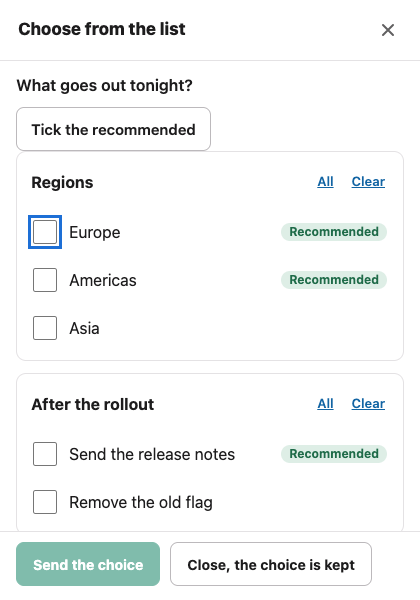 Choose from the list
What goes out tonight?
Tick the recommended
Regions All Clear
Europe Recommended
Americas Recommended
Asia
After the rollout All Clear
Send the release notes Recommended
Remove the old flag
Send the choice Close, the choice is kept